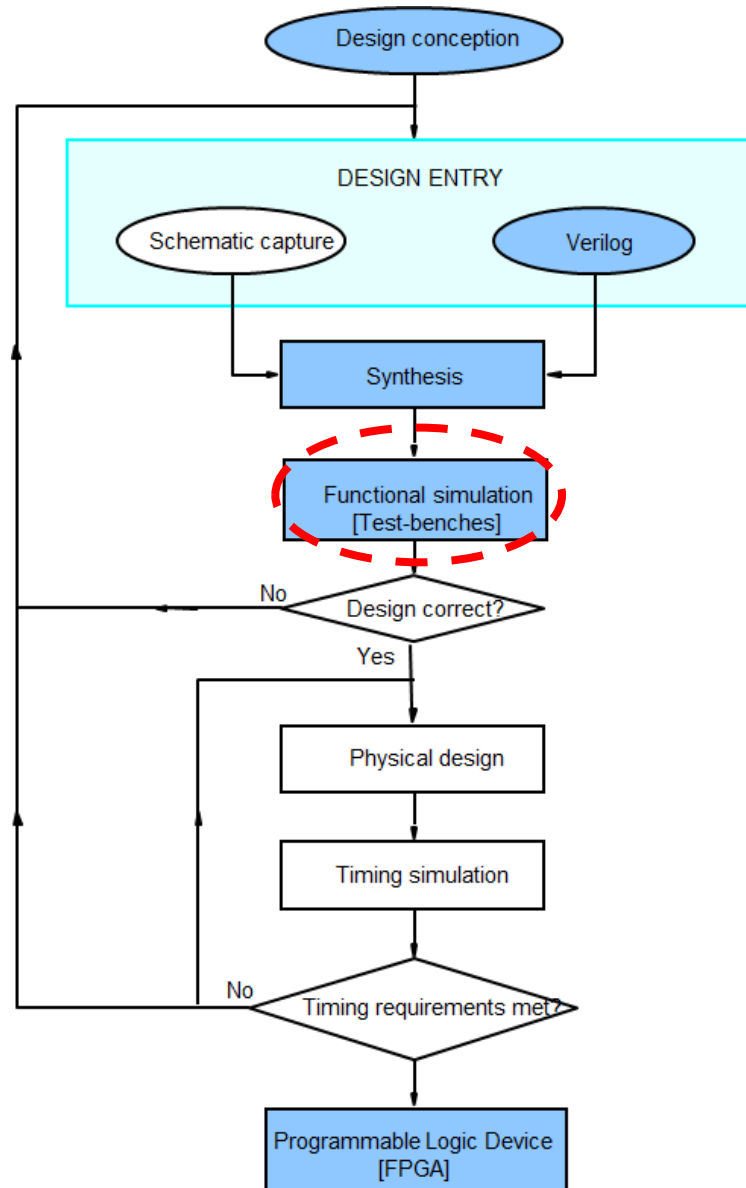 Design conception
DESIGN ENTRY
Schematic capture
Verilog
Synthesis
Functional simulation
[Test-benches]
No
Design correct?
Yes
Physical design
Timing simulation
No
Timing requirements met?
Programmable Logic Device
[FPGA]